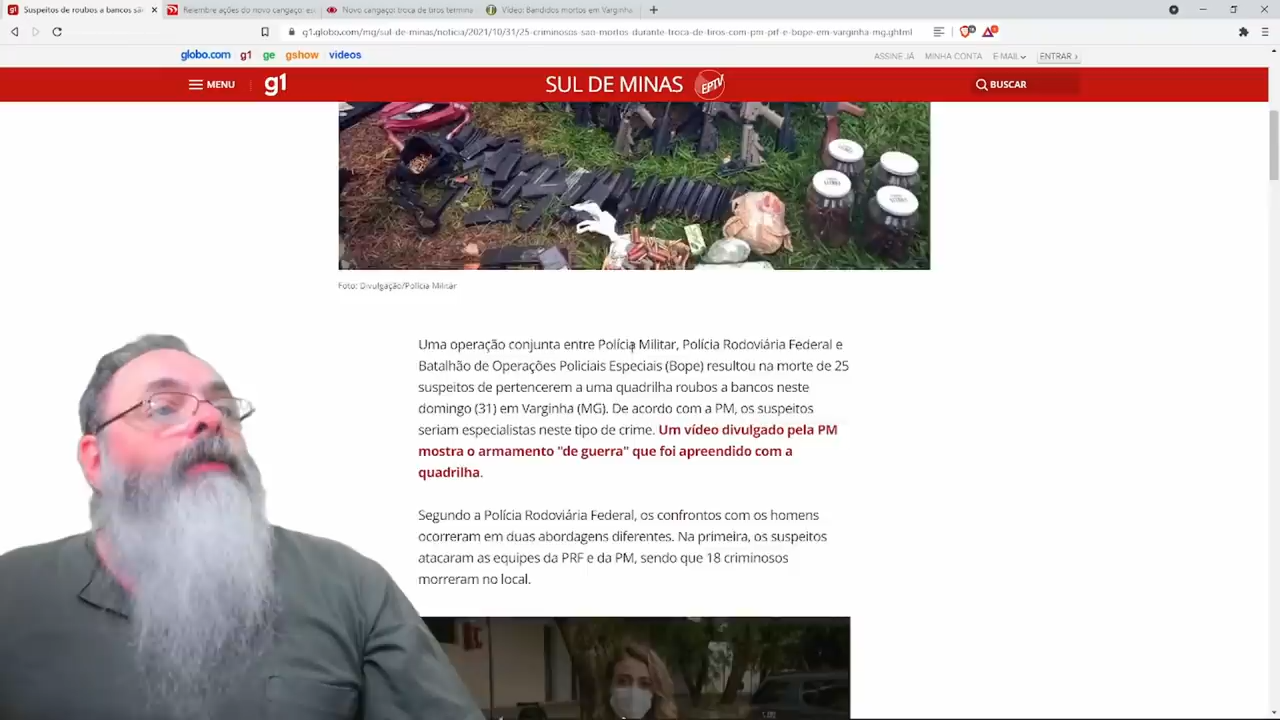 Suspeitos de roubos a bancos são
Relembre ações do novo cangaço: es
Novo cangaço: troca de tiros termina
Vídeo: Bandidos mortos em Varginha
g1.globo.com/mg/sul-de-minas/noticia/2021/10/31/25-criminosos-sao-mortos-durante-troca-de-tiros-com-pm-prf-e-bope-em-varginha-mg.ghtml
globo.com g1 ge gshow vídeos
ASSINE JÁ MINHA CONTA E-MAIL ENTRAR ›
MENU g1 SUL DE MINAS EPTV BUSCAR
Foto: Divulgação/Polícia Militar
Uma operação conjunta entre Polícia Militar, Polícia Rodoviária Federal e
Batalhão de Operações Policiais Especiais (Bope) resultou na morte de 25
suspeitos de pertencerem a uma quadrilha roubos a bancos neste
domingo (31) em Varginha (MG). De acordo com a PM, os suspeitos
seriam especialistas neste tipo de crime. Um vídeo divulgado pela PM
mostra o armamento "de guerra" que foi apreendido com a
quadrilha.
Segundo a Polícia Rodoviária Federal, os confrontos com os homens
ocorreram em duas abordagens diferentes. Na primeira, os suspeitos
atacaram as equipes da PRF e da PM, sendo que 18 criminosos
morreram no local.